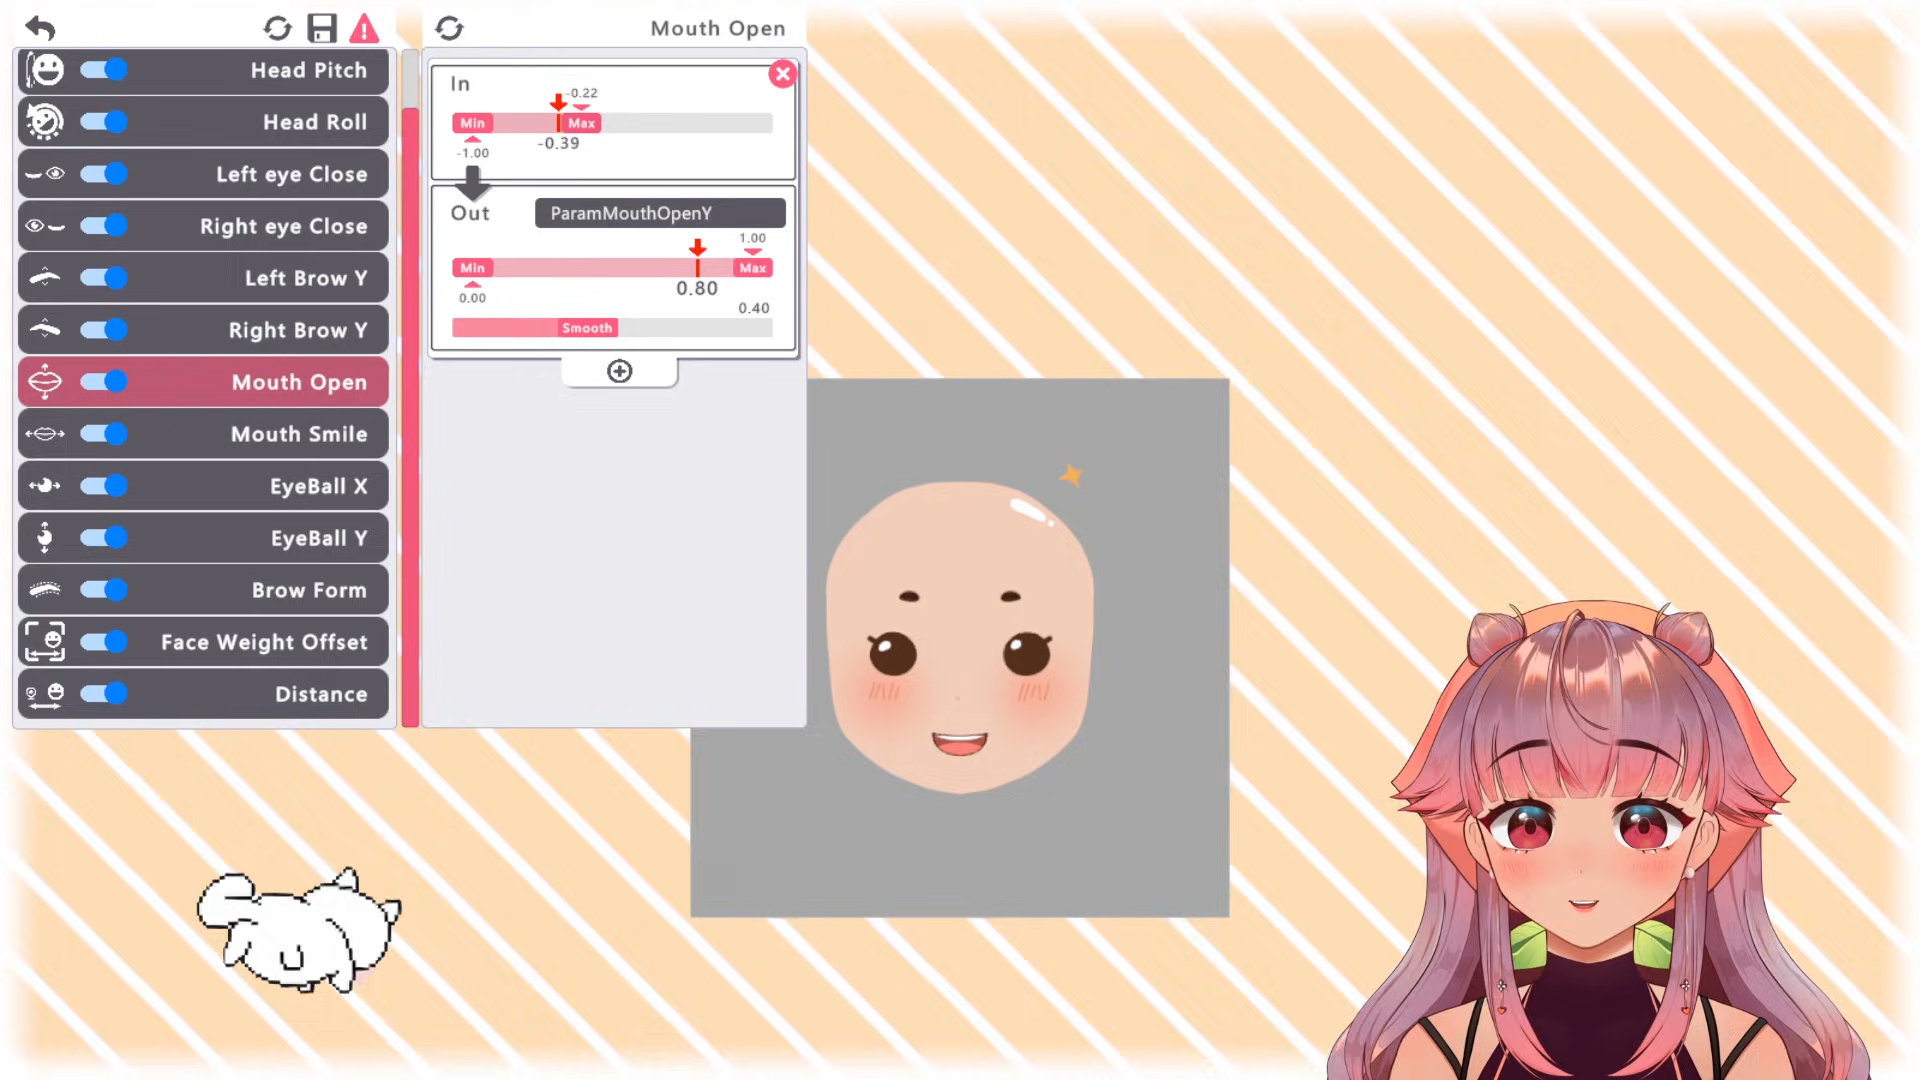 Head Pitch
Head Roll
Left eye Close
Right eye Close
Left Brow Y
Right Brow Y
Mouth Open
Mouth Smile
EyeBall X
EyeBall Y
Brow Form
Face Weight Offset
Distance
Mouth Open
In
-0.22
Min
Max
-0.39
-1.00
Out
ParamMouthOpenY
1.00
Min
Max
0.00
0.80
0.40
Smooth